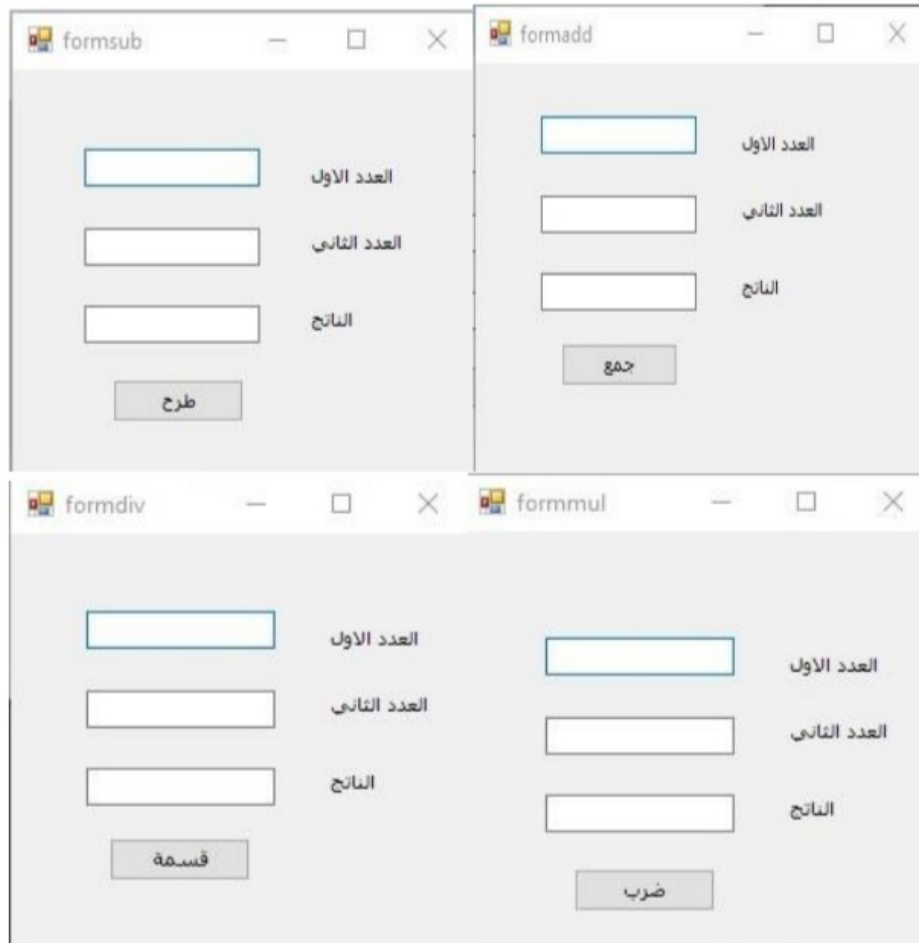 formsub
العدد الاول
العدد الثاني
الناتج
طرح
formadd
العدد الاول
العدد الثاني
الناتج
جمع
formdiv
العدد الاول
العدد الثاني
الناتج
قسمة
formmul
العدد الاول
العدد الثاني
الناتج
ضرب